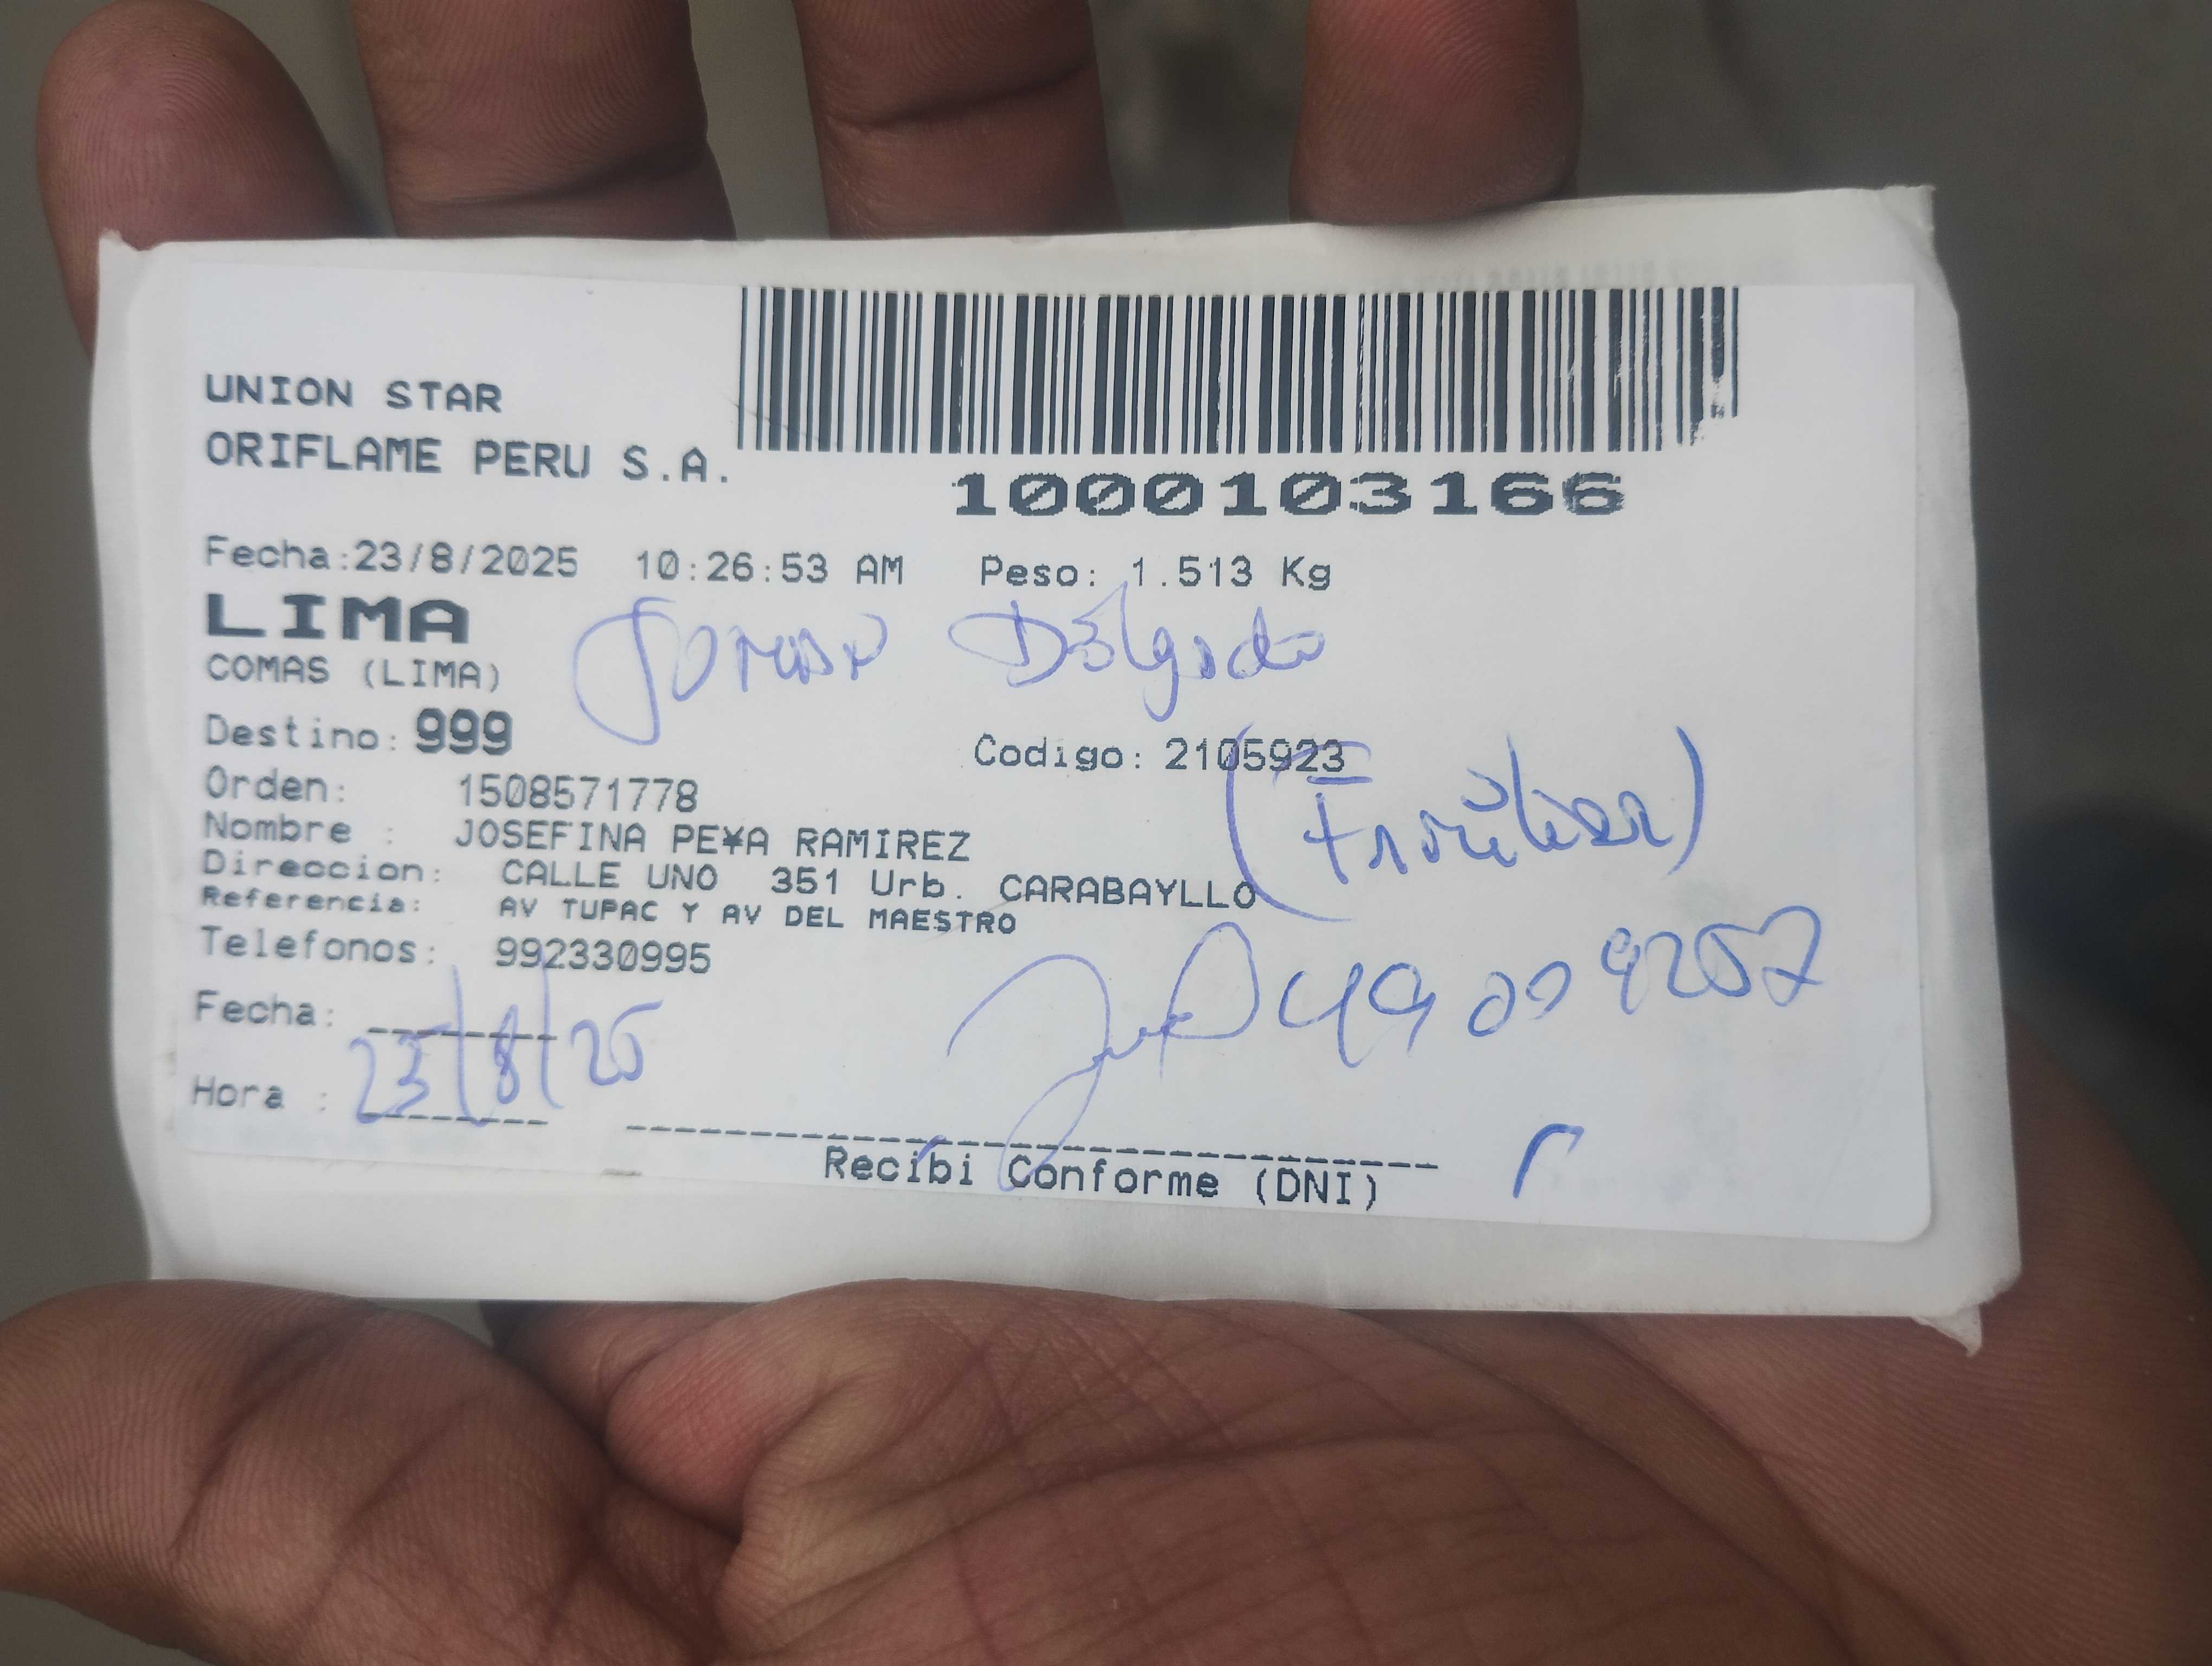 UNION STAR
ORIFLAME PERU S.A.
1000103166
Fecha:23/8/2025 10:26:53 AM Peso: 1.513 Kg
LIMA
COMAS (LIMA)
Delgado
Destino: 999
Codigo: 2105923
Orden: 1508571778
Nombre : JOSEFINA PE¥A RAMIREZ
(Familiar)
Direccion: CALLE UNO 351 Urb. CARABAYLLO
Referencia: AV TUPAC Y AV DEL MAESTRO
Telefonos: 992330995
Fecha:
23/8/25
Hora :
Recibi Conforme (DNI)